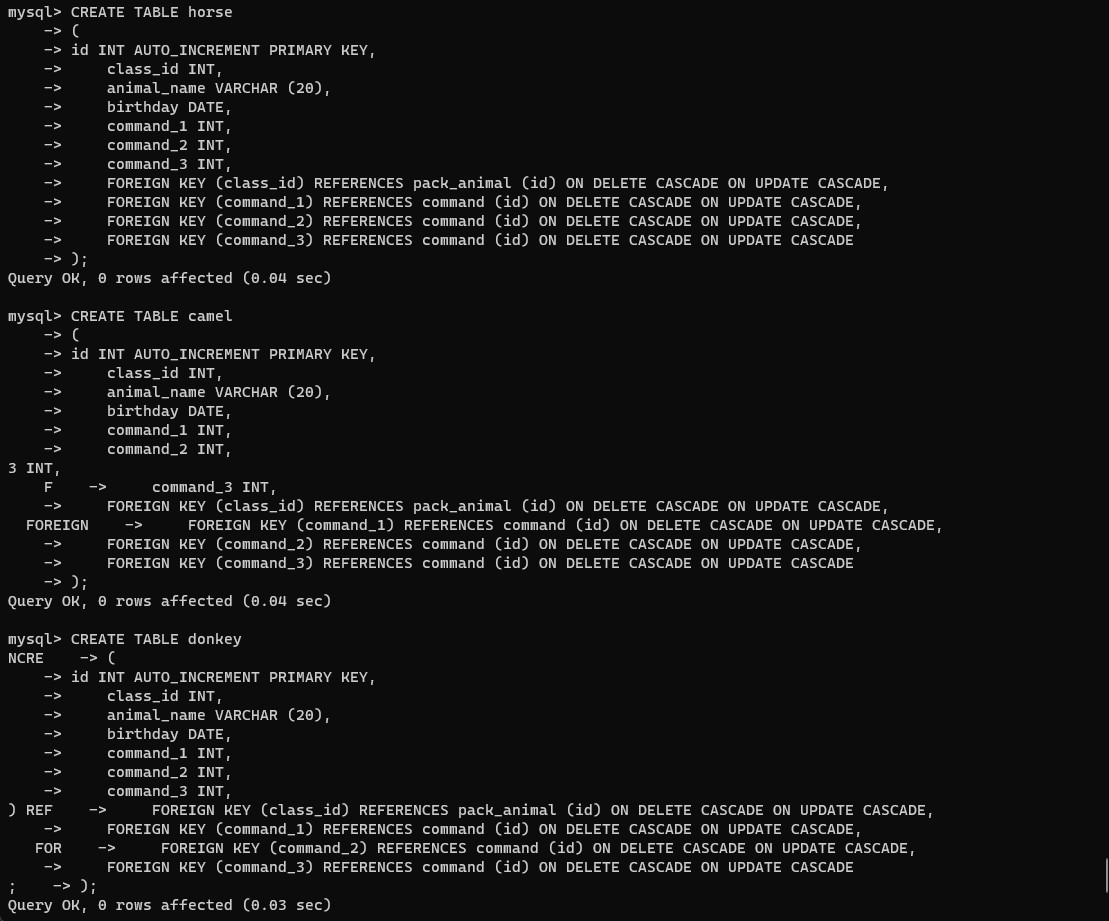 mysql> CREATE TABLE horse
    -> (
    -> id INT AUTO_INCREMENT PRIMARY KEY,
    ->     class_id INT,
    ->     animal_name VARCHAR (20),
    ->     birthday DATE,
    ->     command_1 INT,
    ->     command_2 INT,
    ->     command_3 INT,
    ->     FOREIGN KEY (class_id) REFERENCES pack_animal (id) ON DELETE CASCADE ON UPDATE CASCADE,
    ->     FOREIGN KEY (command_1) REFERENCES command (id) ON DELETE CASCADE ON UPDATE CASCADE,
    ->     FOREIGN KEY (command_2) REFERENCES command (id) ON DELETE CASCADE ON UPDATE CASCADE,
    ->     FOREIGN KEY (command_3) REFERENCES command (id) ON DELETE CASCADE ON UPDATE CASCADE
    -> );
Query OK, 0 rows affected (0.04 sec)

mysql> CREATE TABLE camel
    -> (
    -> id INT AUTO_INCREMENT PRIMARY KEY,
    ->     class_id INT,
    ->     animal_name VARCHAR (20),
    ->     birthday DATE,
    ->     command_1 INT,
    ->     command_2 INT,
3 INT,
    F    ->     command_3 INT,
    ->     FOREIGN KEY (class_id) REFERENCES pack_animal (id) ON DELETE CASCADE ON UPDATE CASCADE,
  FOREIGN    ->     FOREIGN KEY (command_1) REFERENCES command (id) ON DELETE CASCADE ON UPDATE CASCADE,
    ->     FOREIGN KEY (command_2) REFERENCES command (id) ON DELETE CASCADE ON UPDATE CASCADE,
    ->     FOREIGN KEY (command_3) REFERENCES command (id) ON DELETE CASCADE ON UPDATE CASCADE
    -> );
Query OK, 0 rows affected (0.04 sec)

mysql> CREATE TABLE donkey
NCRE    -> (
    -> id INT AUTO_INCREMENT PRIMARY KEY,
    ->     class_id INT,
    ->     animal_name VARCHAR (20),
    ->     birthday DATE,
    ->     command_1 INT,
    ->     command_2 INT,
    ->     command_3 INT,
) REF    ->     FOREIGN KEY (class_id) REFERENCES pack_animal (id) ON DELETE CASCADE ON UPDATE CASCADE,
    ->     FOREIGN KEY (command_1) REFERENCES command (id) ON DELETE CASCADE ON UPDATE CASCADE,
   FOR    ->     FOREIGN KEY (command_2) REFERENCES command (id) ON DELETE CASCADE ON UPDATE CASCADE,
    ->     FOREIGN KEY (command_3) REFERENCES command (id) ON DELETE CASCADE ON UPDATE CASCADE
;    -> );
Query OK, 0 rows affected (0.03 sec)